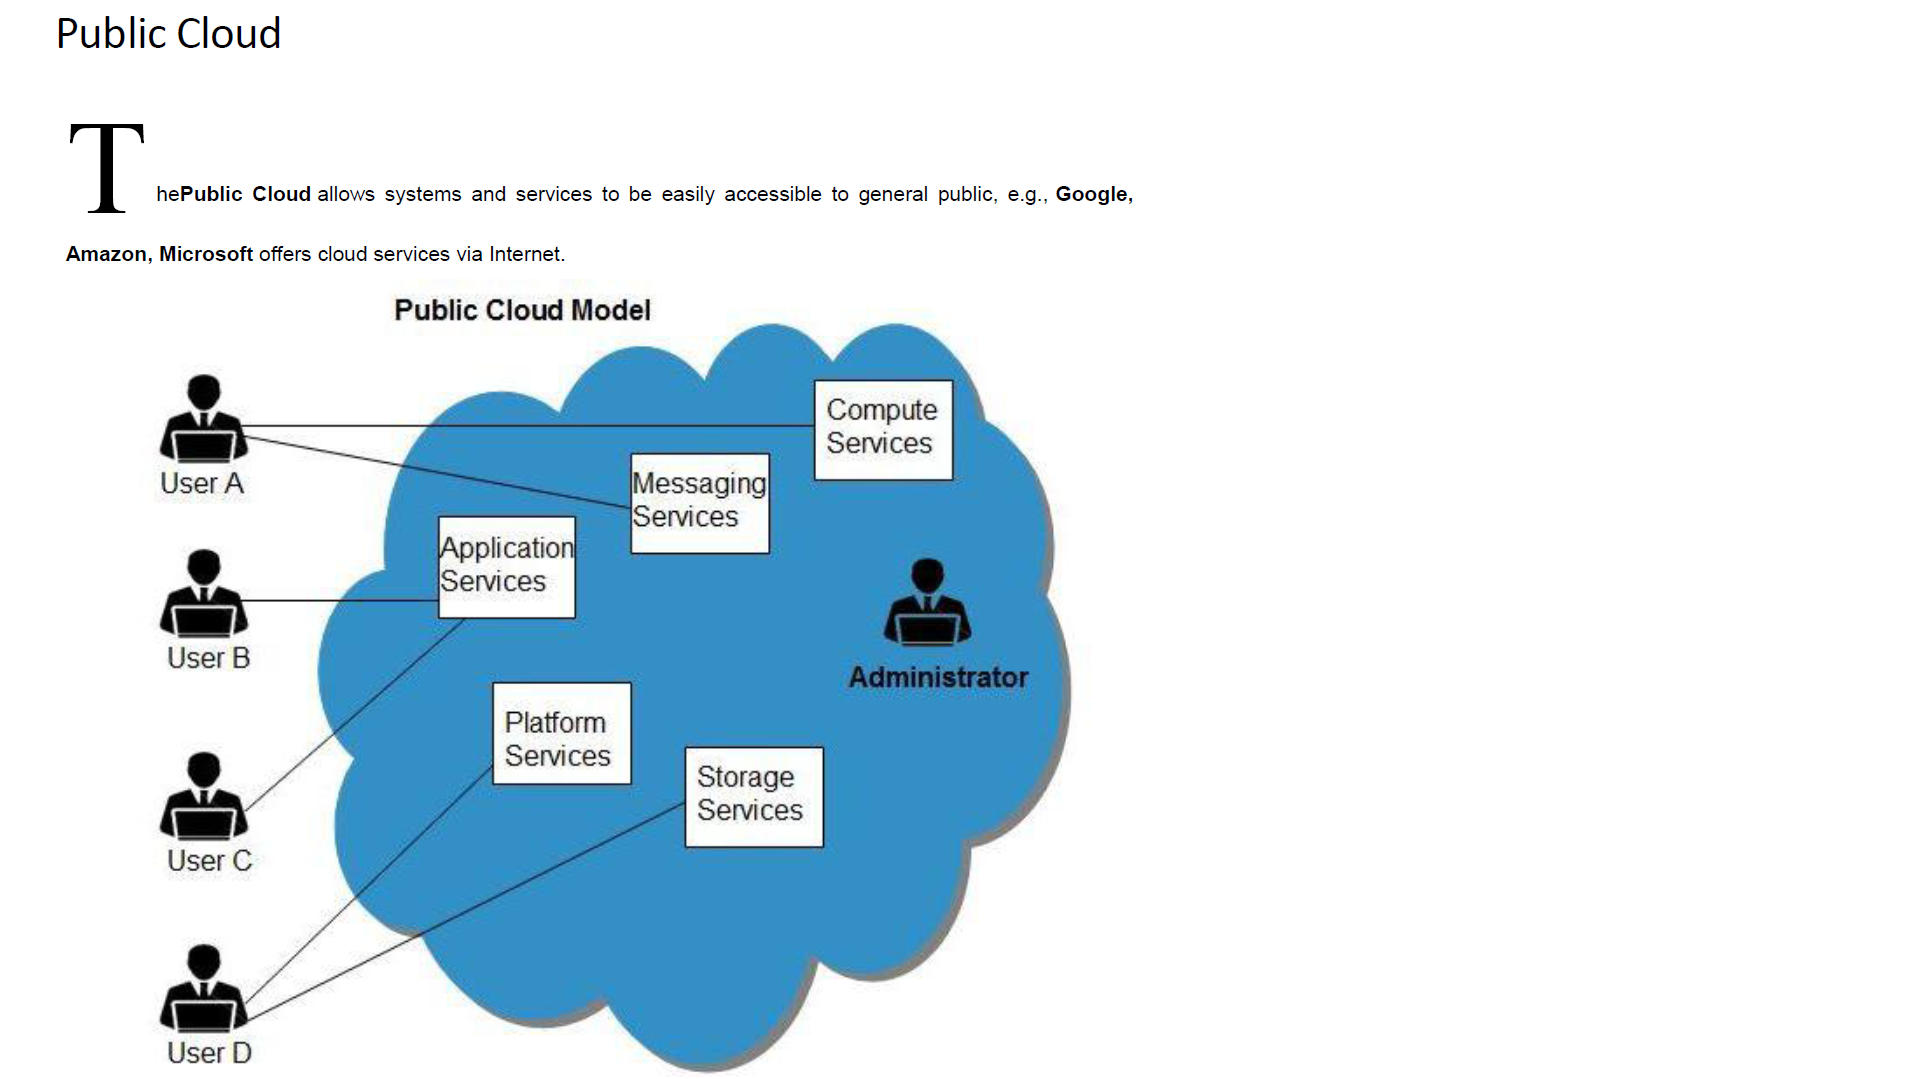 Public Cloud
ThePublic Cloud allows systems and services to be easily accessible to general public, e.g., Google,
Amazon, Microsoft offers cloud services via Internet.
Public Cloud Model
Compute
Services
User A
Messaging
Services
Application
Services
User B
Administrator
Platform
Services
Storage
Services
User C
User D